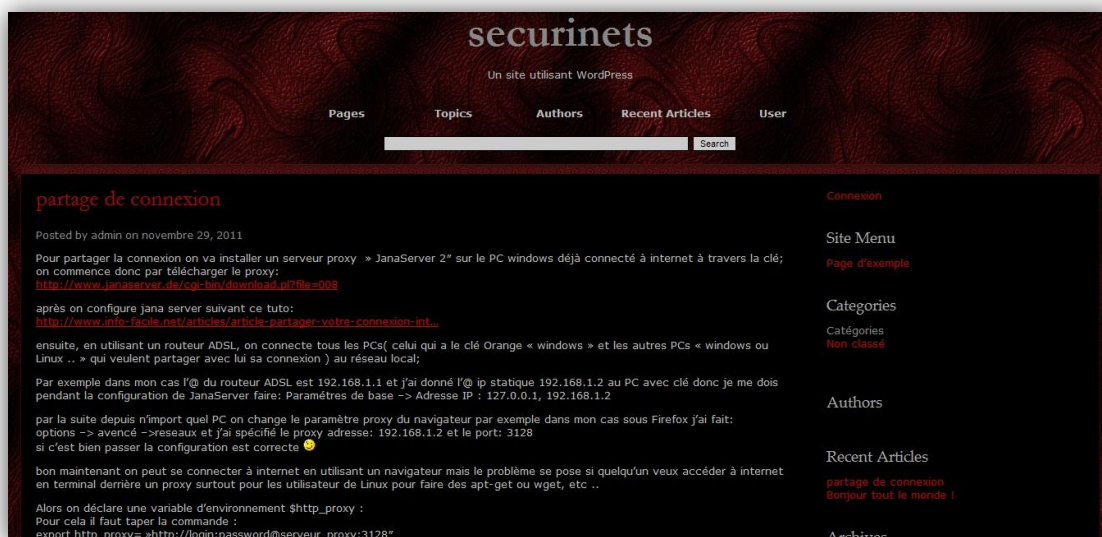 securinets
Un site utilisant WordPress
Pages Topics Authors Recent Articles User
Search
partage de connexion
Posted by admin on novembre 29, 2011
Pour partager la connexion on va installer un serveur proxy » JanaServer 2″ sur le PC windows déjà connecté à internet à travers la clé;
on commence donc par télécharger le proxy:
http://www.janaserver.de/cgi-bin/download.pl?file=008
après on configure jana server suivant ce tuto:
http://www.info-facile.net/articles/article-partager-votre-connexion-int...
ensuite, en utilisant un routeur ADSL, on connecte tous les PCs( celui qui a le clé Orange « windows » et les autres PCs « windows ou
Linux .. » qui veulent partager avec lui sa connexion ) au réseau local;
Par exemple dans mon cas l'@ du routeur ADSL est 192.168.1.1 et j'ai donné l'@ ip statique 192.168.1.2 au PC avec clé donc je me dois
pendant la configuration de JanaServer faire: Paramétres de base –> Adresse IP : 127.0.0.1, 192.168.1.2
par la suite depuis n'import quel PC on change le paramètre proxy du navigateur par exemple dans mon cas sous Firefox j'ai fait:
options –> avencé –>reseaux et j'ai spécifié le proxy adresse: 192.168.1.2 et le port: 3128
si c'est bien passer la configuration est correcte
bon maintenant on peut se connecter à internet en utilisant un navigateur mais le problème se pose si quelqu'un veux accéder à internet
en terminal derrière un proxy surtout pour les utilisateur de Linux pour faire des apt-get ou wget, etc ..
Alors on déclare une variable d'environnement $http_proxy :
Pour cela il faut taper la commande :
export http_proxy= »http://login:password@serveur_proxy:3128″
Connexion
Site Menu
Page d'exemple
Categories
Catégories
Non classé
Authors
Recent Articles
partage de connexion
Bonjour tout le monde !
Archives